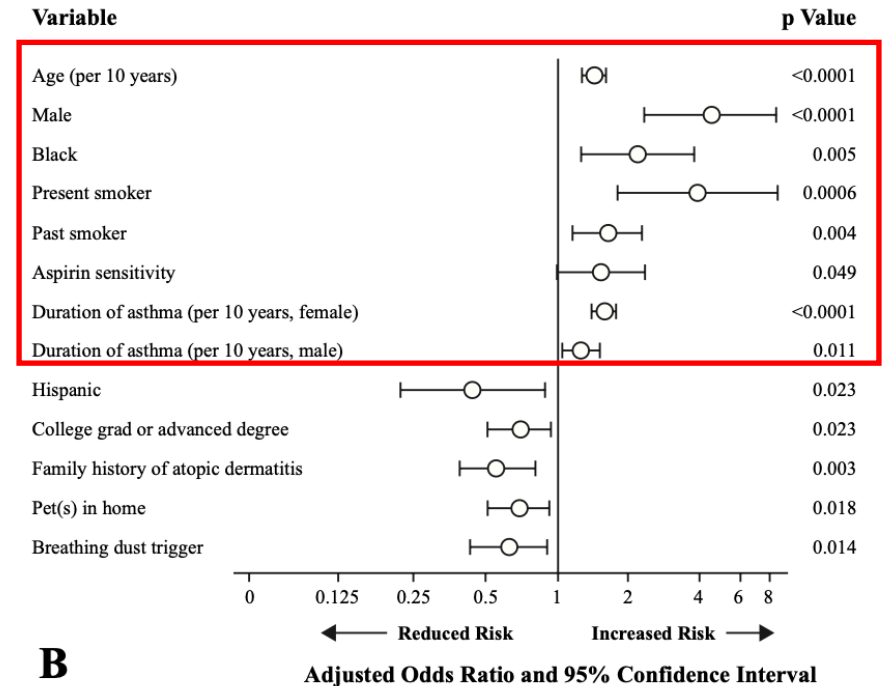 Variable p Value
Age (per 10 years) <0.0001
Male <0.0001
Black 0.005
Present smoker 0.0006
Past smoker 0.004
Aspirin sensitivity 0.049
Duration of asthma (per 10 years, female) <0.0001
Duration of asthma (per 10 years, male) 0.011
Hispanic 0.023
College grad or advanced degree 0.023
Family history of atopic dermatitis 0.003
Pet(s) in home 0.018
Breathing dust trigger 0.014
0 0.125 0.25 0.5 1 2 4 6 8
Reduced Risk Increased Risk
B Adjusted Odds Ratio and 95% Confidence Interval